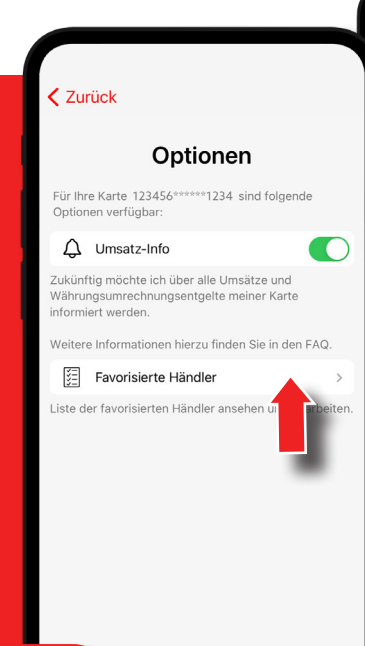 Zurück
Optionen
Für Ihre Karte 123456******1234 sind folgende
Optionen verfügbar:
Umsatz-Info
Zukünftig möchte ich über alle Umsätze und
Währungsumrechnungsentgelte meiner Karte
informiert werden.
Weitere Informationen hierzu finden Sie in den FAQ.
Favorisierte Händler
Liste der favorisierten Händler ansehen